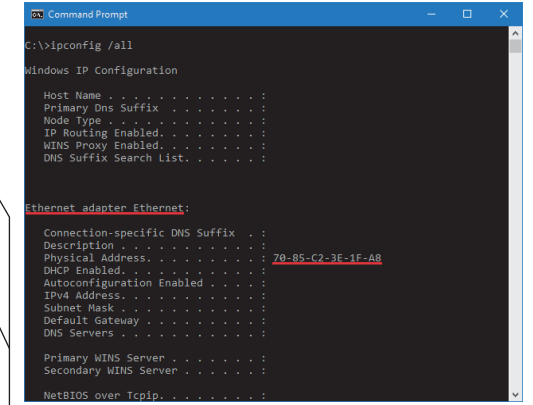 Command Prompt
C:\>ipconfig /all
Windows IP Configuration
Host Name . . . . . . . . . . . . :
Primary Dns Suffix  . . . . . . . :
Node Type . . . . . . . . . . . . :
IP Routing Enabled. . . . . . . . :
WINS Proxy Enabled. . . . . . . . :
DNS Suffix Search List. . . . . . :
Ethernet adapter Ethernet:
Connection-specific DNS Suffix  . :
Description . . . . . . . . . . . :
Physical Address. . . . . . . . . : 70-85-C2-3E-1F-A8
DHCP Enabled. . . . . . . . . . . :
Autoconfiguration Enabled . . . . :
IPv4 Address. . . . . . . . . . . :
Subnet Mask . . . . . . . . . . . :
Default Gateway . . . . . . . . . :
DNS Servers . . . . . . . . . . . :
Primary WINS Server . . . . . . . :
Secondary WINS Server . . . . . . :
NetBIOS over Tcpip. . . . . . . . :